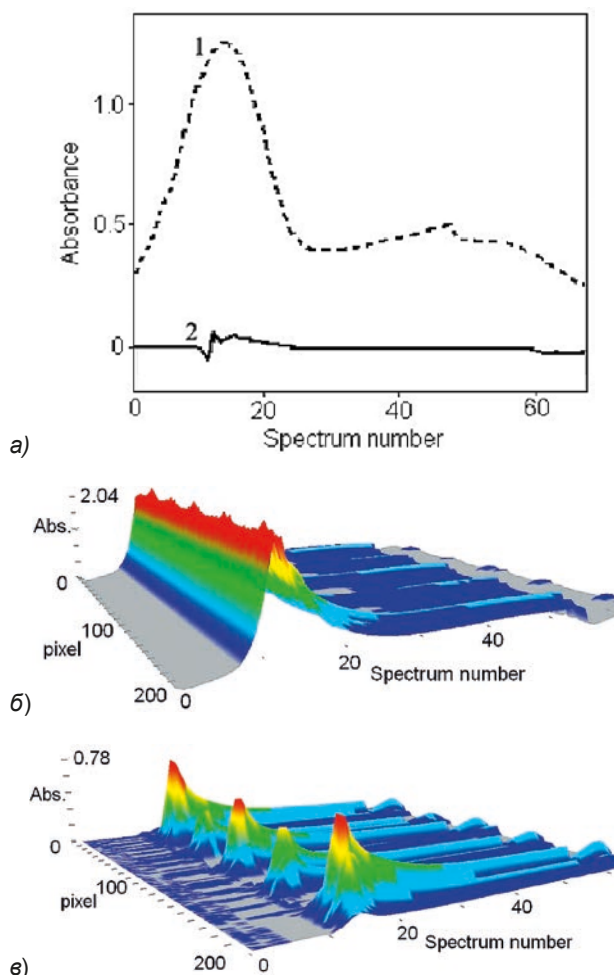 1
1.0
Absorbance
0.5
2
0
0 20 40 60
Spectrum number
а)
2.04
Abs.
0
100
pixel
200
0
20
40
Spectrum number
б)
0.78
Abs.
0
100
pixel
200
0
20
40
Spectrum number
в)